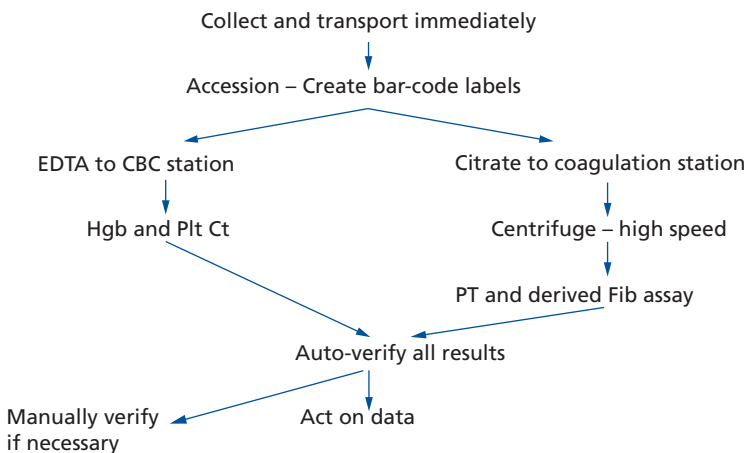 Collect and transport immediately
Accession – Create bar-code labels
EDTA to CBC station
Citrate to coagulation station
Hgb and Plt Ct
Centrifuge – high speed
PT and derived Fib assay
Auto-verify all results
Manually verify
if necessary
Act on data